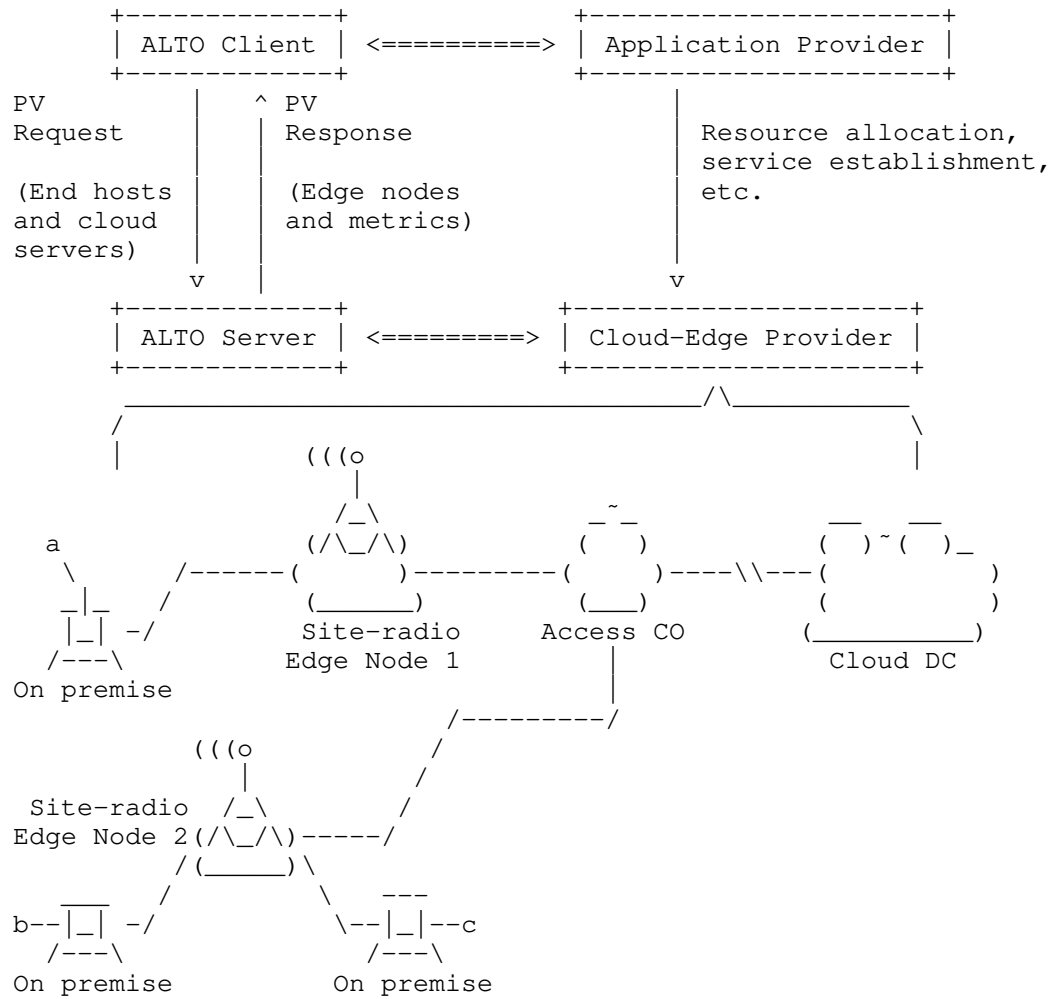 ALTO Client <==========> Application Provider
PV ^ PV
Request Response Resource allocation,
service establishment,
(End hosts (Edge nodes etc.
and cloud and metrics)
servers)
v v
ALTO Server <=========> Cloud-Edge Provider
(((o
a
Site-radio Access CO
Edge Node 1 Cloud DC
On premise
(((o
Site-radio
Edge Node 2
b c
On premise On premise